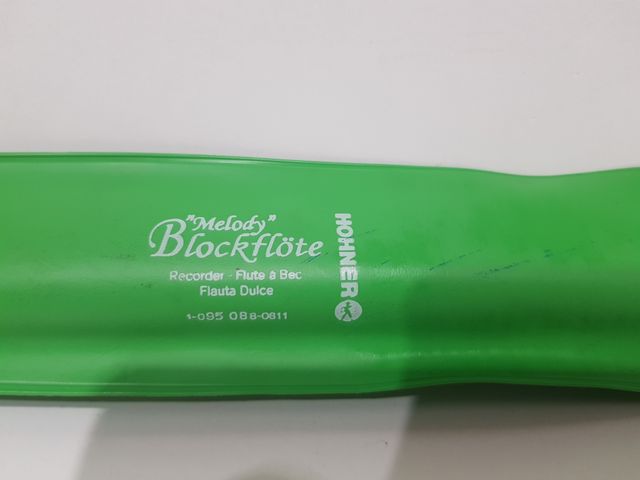 "Melody"
Blockflöte
Recorder - Flute à Bec
Flauta Dulce
1-095 088-0811
HOHNER